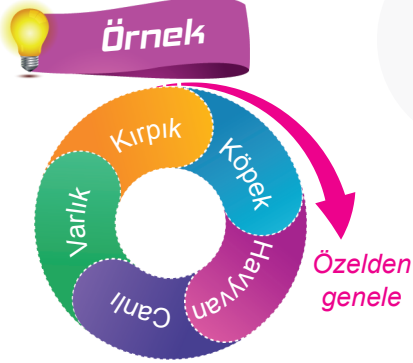 Örnek
Kırpık
Köpek
Hayvan
Canlı
Varlık
Özelden
genele